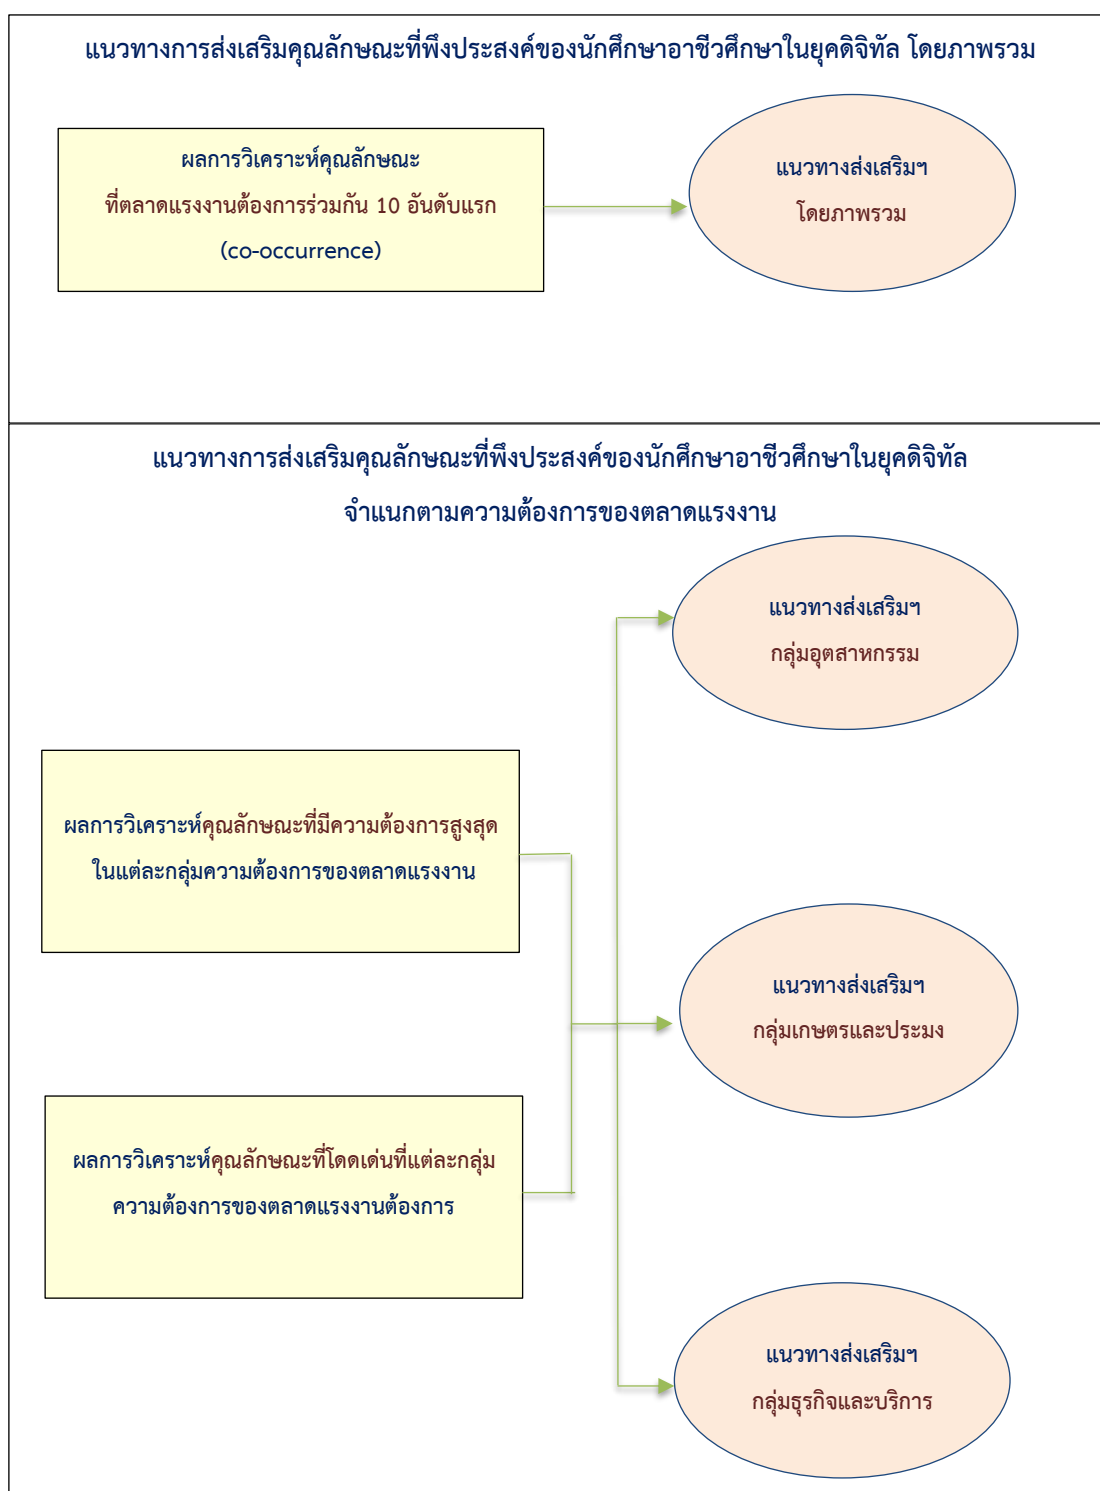 แนวทางการส่งเสริมคุณลักษณะที่พึงประสงค์ของนักศึกษาอาชีวศึกษาในยุคดิจิทัล โดยภาพรวม
ผลการวิเคราะห์คุณลักษณะ
ที่ตลาดแรงงานต้องการร่วมกัน 10 อันดับแรก
(co-occurrence)
แนวทางส่งเสริมฯ
โดยภาพรวม
แนวทางการส่งเสริมคุณลักษณะที่พึงประสงค์ของนักศึกษาอาชีวศึกษาในยุคดิจิทัล
จำแนกตามความต้องการของตลาดแรงงาน
แนวทางส่งเสริมฯ
กลุ่มอุตสาหกรรม
ผลการวิเคราะห์คุณลักษณะที่มีความต้องการสูงสุด
ในแต่ละกลุ่มความต้องการของตลาดแรงงาน
แนวทางส่งเสริมฯ
กลุ่มเกษตรและประมง
ผลการวิเคราะห์คุณลักษณะที่โดดเด่นที่แต่ละกลุ่ม
ความต้องการของตลาดแรงงานต้องการ
แนวทางส่งเสริมฯ
กลุ่มธุรกิจและบริการ